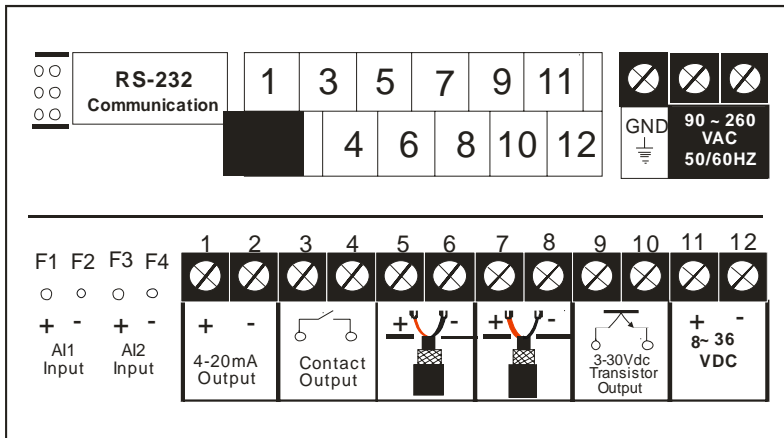 RS-232
Communication
1 3 5 7 9 11
4 6 8 10 12
GND
90 ~ 260
VAC
50/60HZ
1 2 3 4 5 6 7 8 9 10 11 12
F1 F2 F3 F4
+ - + -
AI1
Input
AI2
Input
+ -
4-20mA
Output
Contact
Output
+ -
+ -
3-30Vdc
Transistor
Output
+ -
8~ 36
VDC